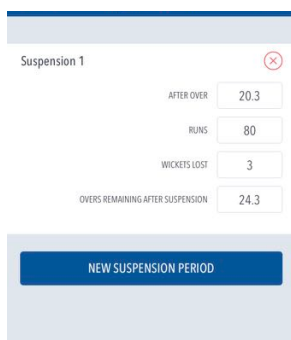 Suspension 1
AFTER OVER 20.3
RUNS 80
WICKETS LOST 3
OVERS REMAINING AFTER SUSPENSION 24.3
NEW SUSPENSION PERIOD